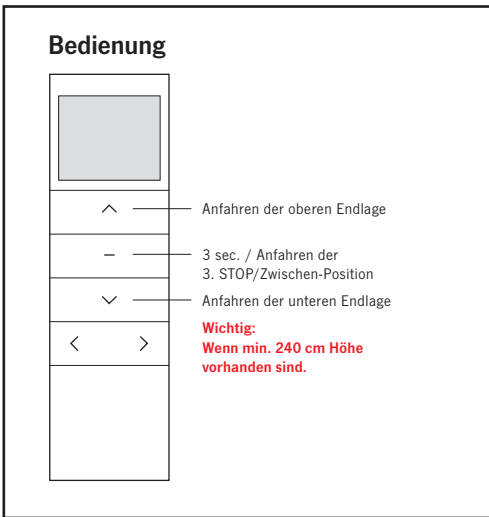 Bedienung
Anfahren der oberen Endlage
3 sec. / Anfahren der
3. STOP/Zwischen-Position
Anfahren der unteren Endlage
Wichtig:
Wenn min. 240 cm Höhe
vorhanden sind.